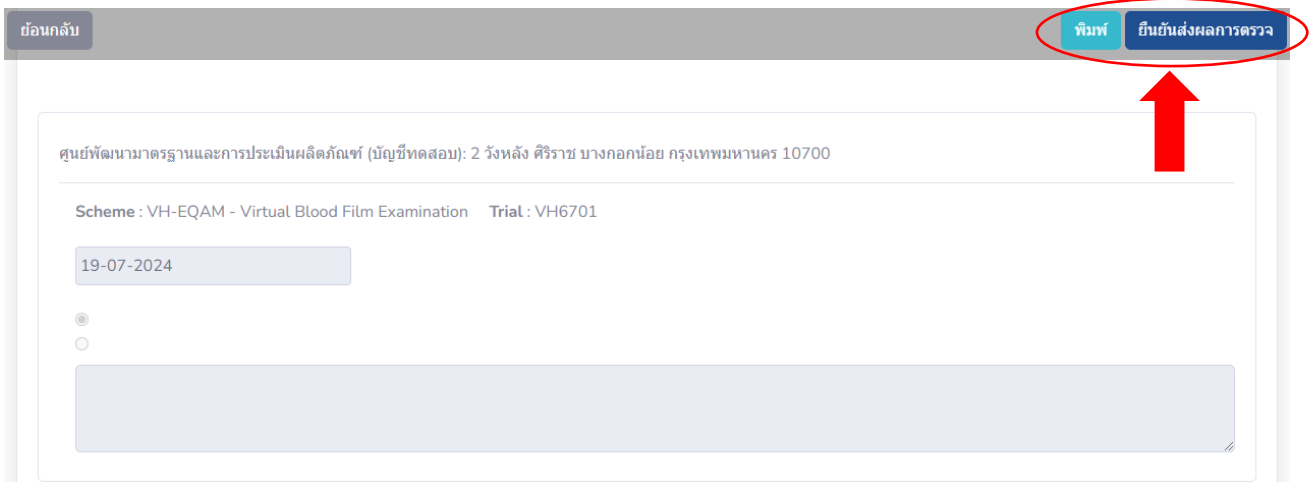 ย้อนกลับ พิมพ์ ยืนยันส่งผลการตรวจ
ศูนย์พัฒนามาตรฐานและการประเมินผลิตภัณฑ์ (บัญชีทดสอบ): 2 วังหลัง ศิริราช บางกอกน้อย กรุงเทพมหานคร 10700
Scheme : VH-EQAM - Virtual Blood Film Examination Trial : VH6701
19-07-2024